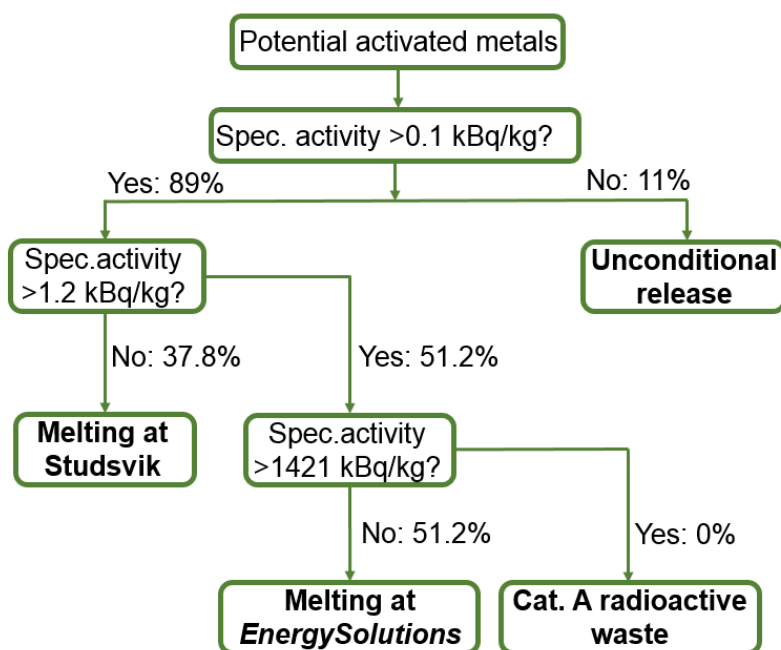 Potential activated metals
Spec. activity >0.1 kBq/kg?
Yes: 89%
No: 11%
Spec.activity
>1.2 kBq/kg?
Unconditional
release
No: 37.8%
Yes: 51.2%
Melting at
Studsvik
Spec.activity
>1421 kBq/kg?
No: 51.2%
Yes: 0%
Melting at
EnergySolutions
Cat. A radioactive
waste